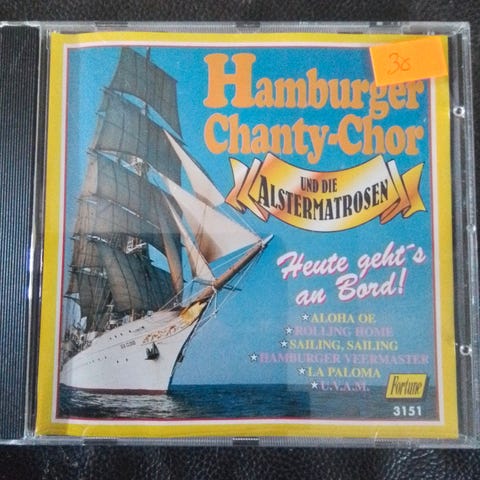 30
Hamburger
Chanty-Chor
UND DIE
ALSTERMATROSEN
Heute geht´s
an Bord!
★ALOHA OE
★ROLLING HOME
★SAILING, SAILING
★HAMBURGER VEERMASTER
★LA PALOMA
★U.V.A.M.
Fortune
3151